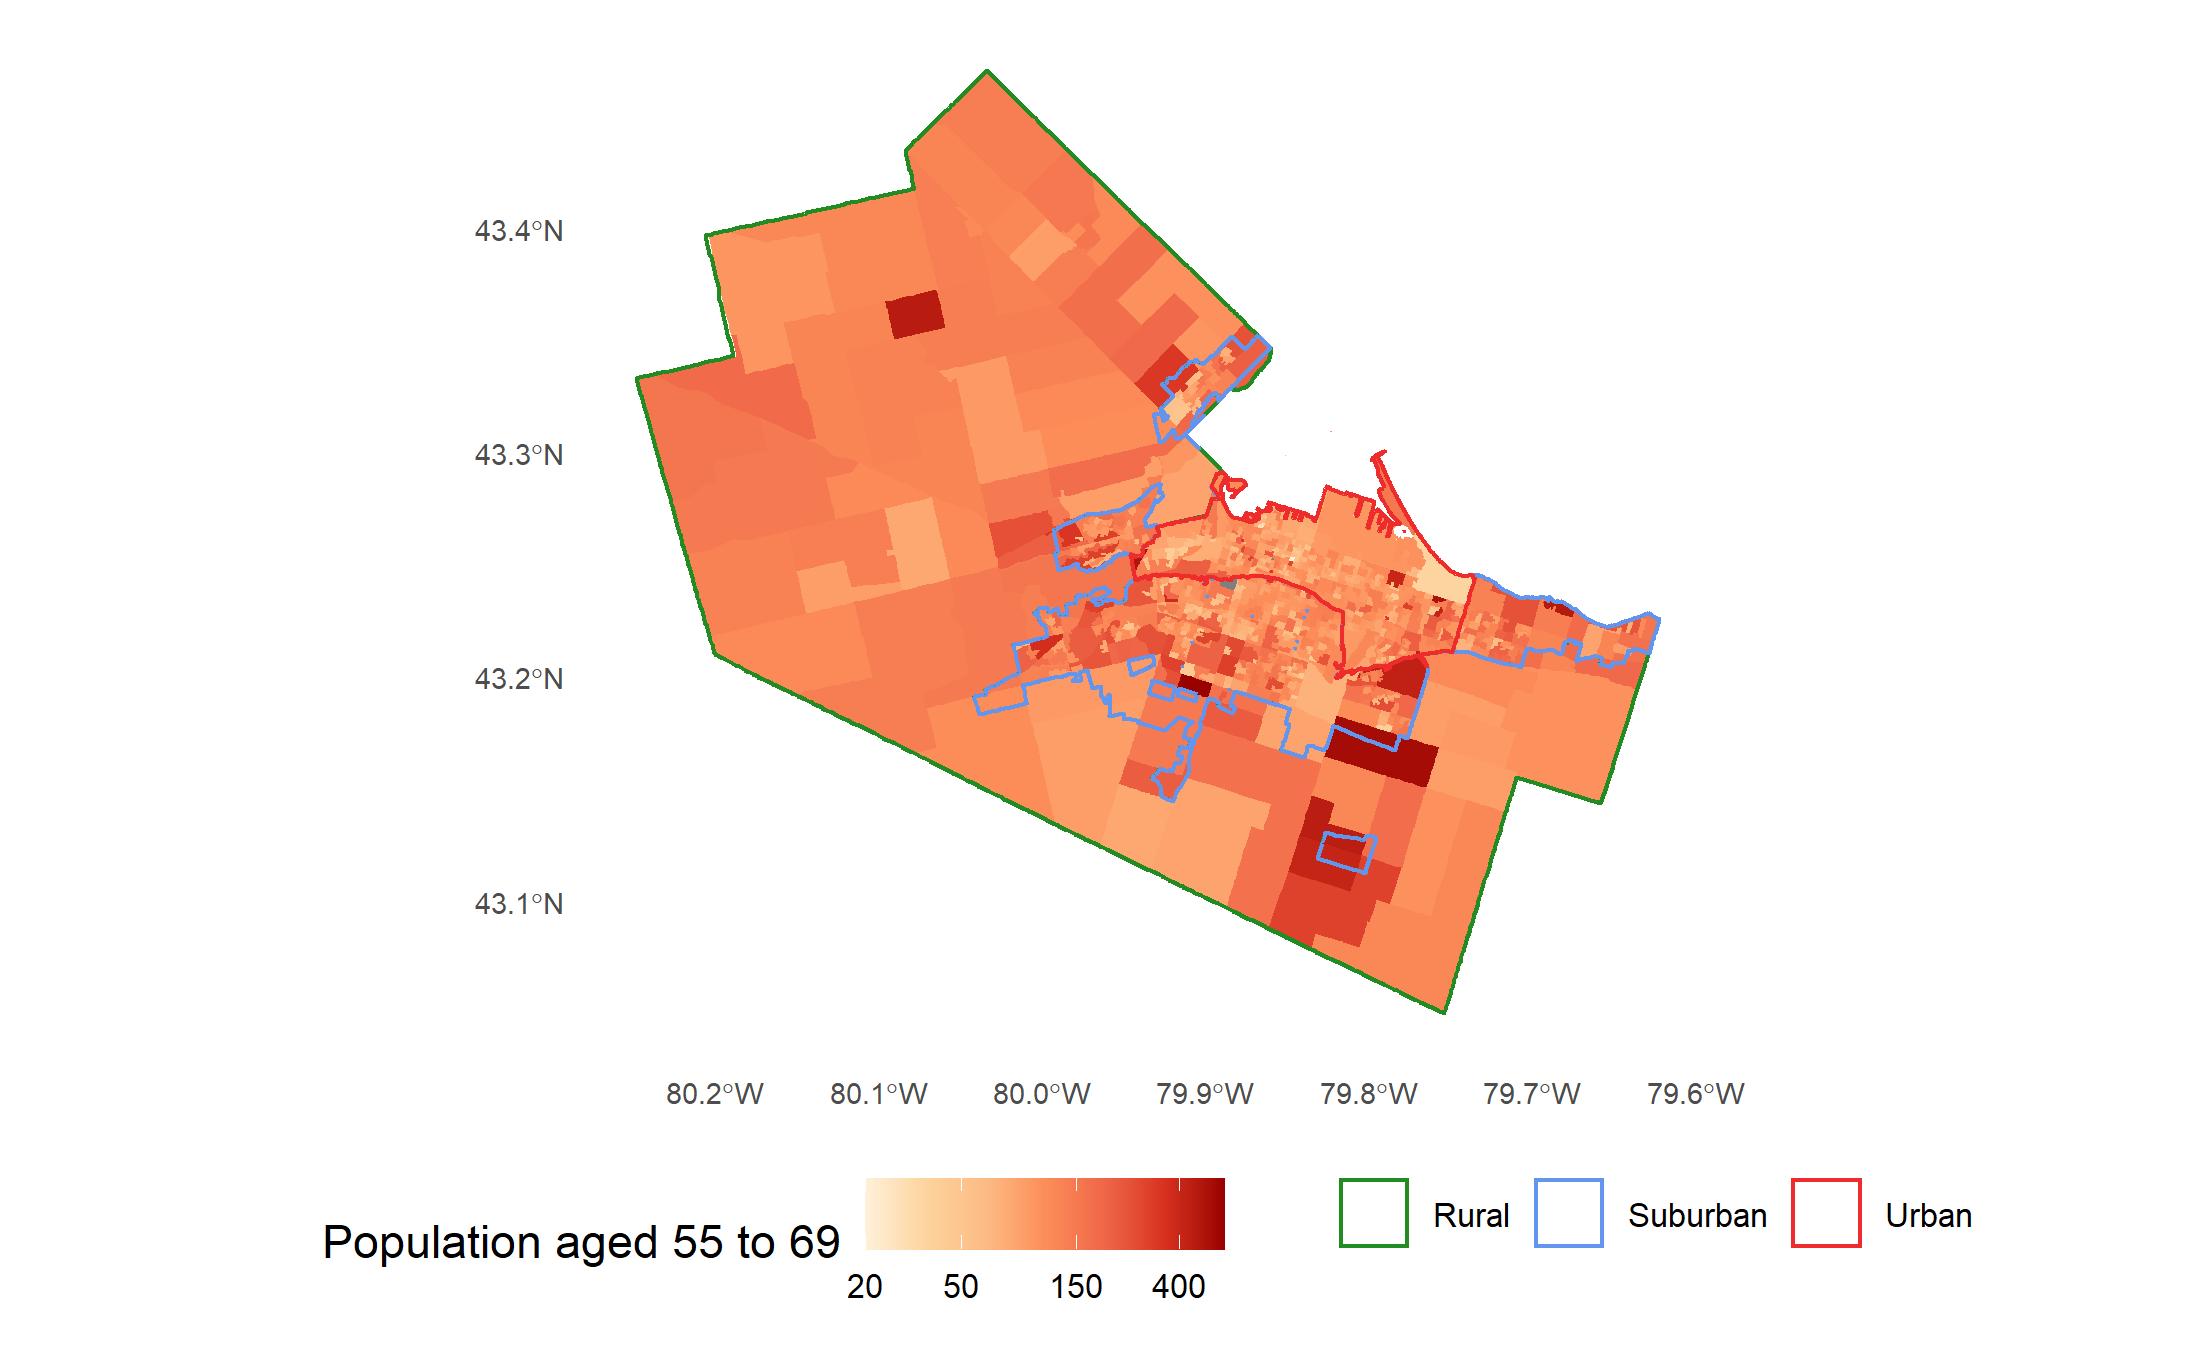 43.4°N
43.3°N
43.2°N
43.1°N
80.2°W 80.1°W 80.0°W 79.9°W 79.8°W 79.7°W 79.6°W
Population aged 55 to 69
20 50 150 400
Rural Suburban Urban